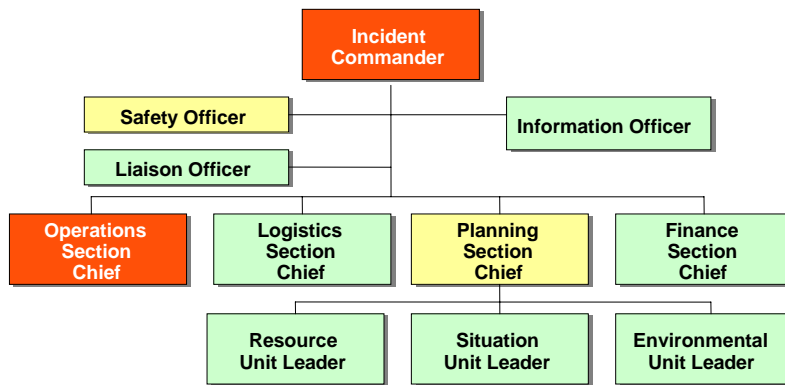 Incident
Commander
Safety Officer
Information Officer
Liaison Officer
Operations
Section
Chief
Logistics
Section
Chief
Planning
Section
Chief
Finance
Section
Chief
Resource
Unit Leader
Situation
Unit Leader
Environmental
Unit Leader